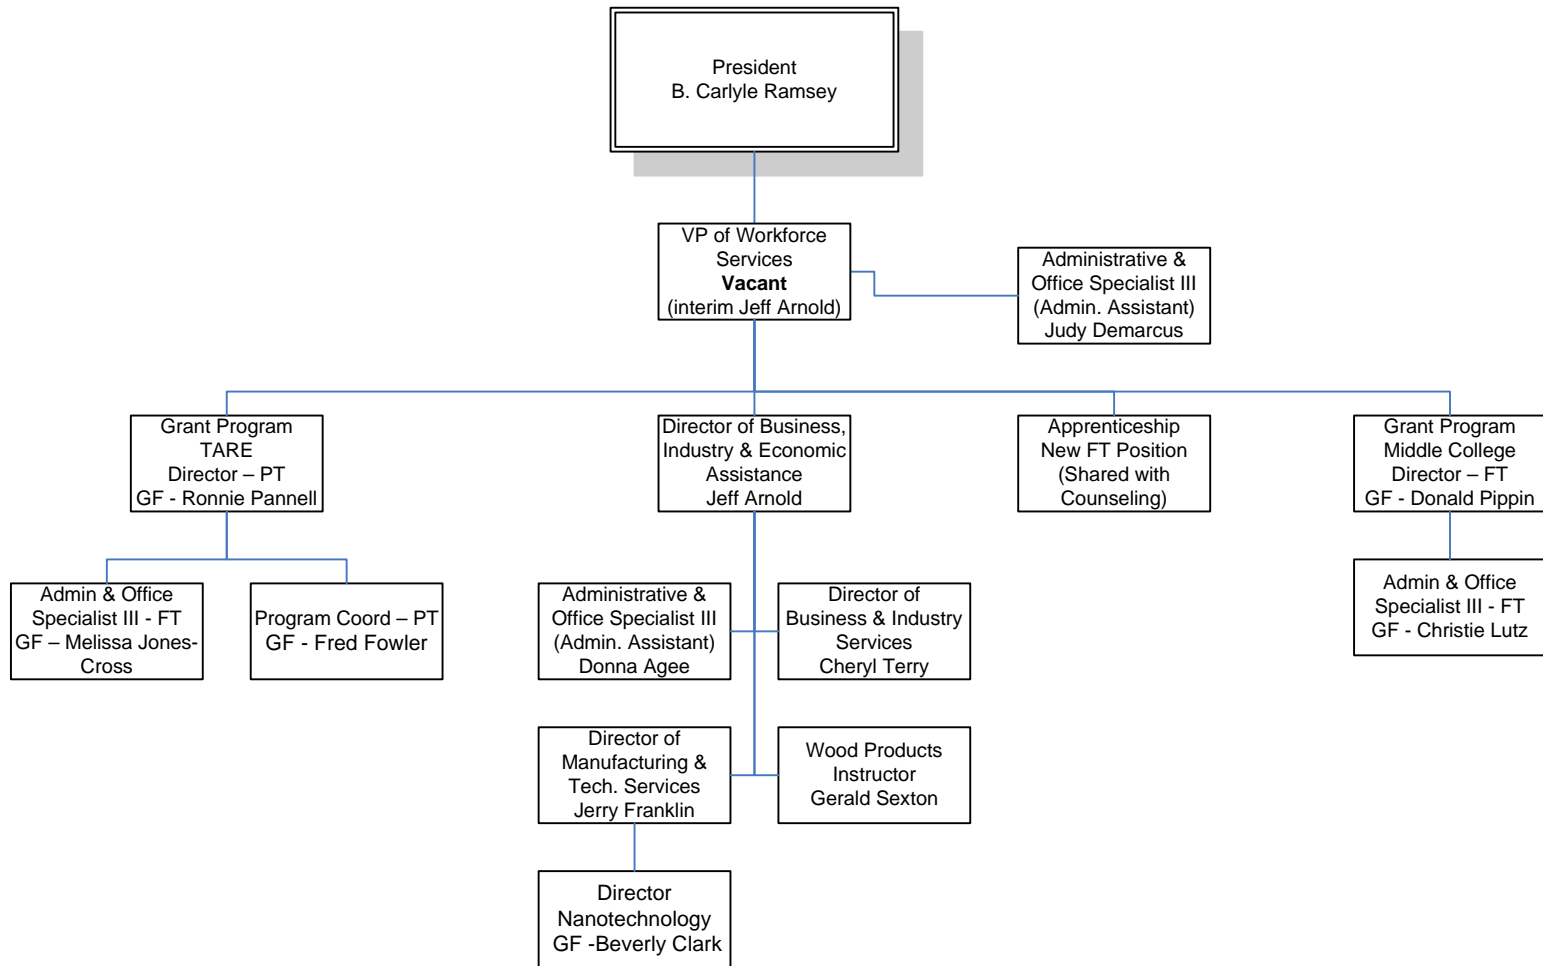 President
B. Carlyle Ramsey
VP of Workforce
Services
Vacant
(interim Jeff Arnold)
Administrative &
Office Specialist III
(Admin. Assistant)
Judy Demarcus
Grant Program
TARE
Director – PT
GF - Ronnie Pannell
Director of Business,
Industry & Economic
Assistance
Jeff Arnold
Apprenticeship
New FT Position
(Shared with
Counseling)
Grant Program
Middle College
Director – FT
GF - Donald Pippin
Admin & Office
Specialist III - FT
GF – Melissa Jones-
Cross
Program Coord – PT
GF - Fred Fowler
Administrative &
Office Specialist III
(Admin. Assistant)
Donna Agee
Director of
Business & Industry
Services
Cheryl Terry
Admin & Office
Specialist III - FT
GF - Christie Lutz
Director of
Manufacturing &
Tech. Services
Jerry Franklin
Wood Products
Instructor
Gerald Sexton
Director
Nanotechnology
GF -Beverly Clark